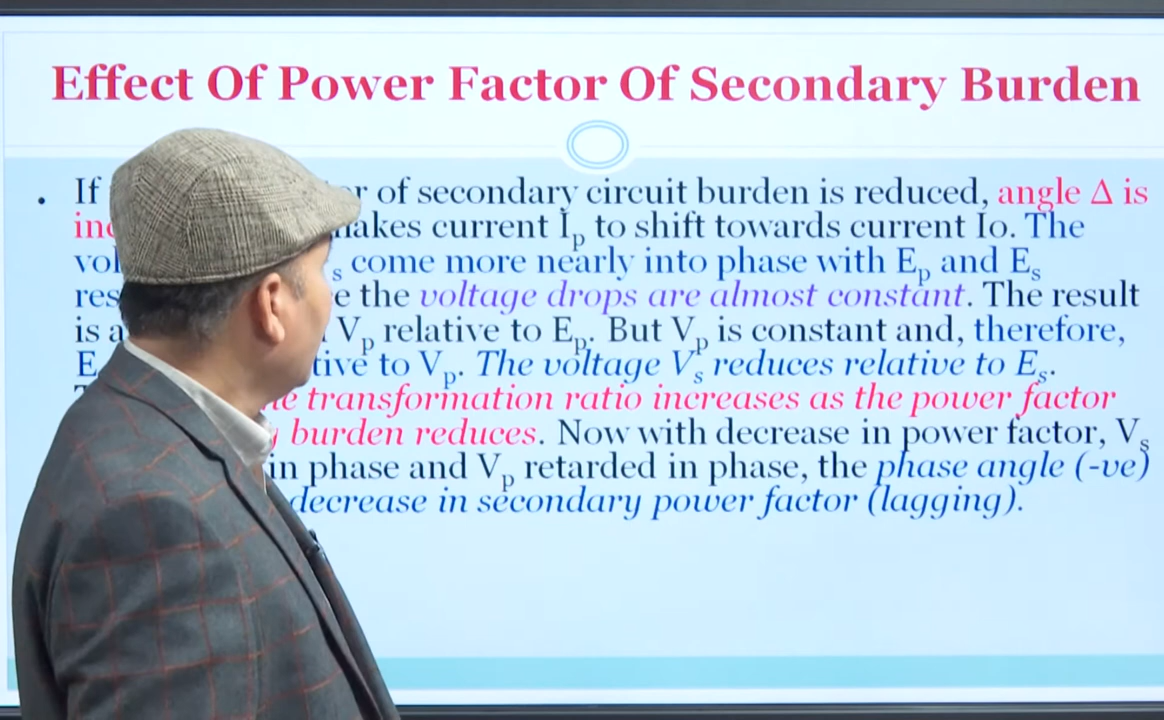 Effect Of Power Factor Of Secondary Burden
• If of secondary circuit burden is reduced, angle Δ is
current Ip to shift towards current Io. The
s come more nearly into phase with Ep and Es
the voltage drops are almost constant. The result
is Vp relative to Ep. But Vp is constant and, therefore,
E to Vp. The voltage Vs reduces relative to Es.
transformation ratio increases as the power factor
burden reduces. Now with decrease in power factor, Vs
in phase and Vp retarded in phase, the phase angle (-ve)
decrease in secondary power factor (lagging).